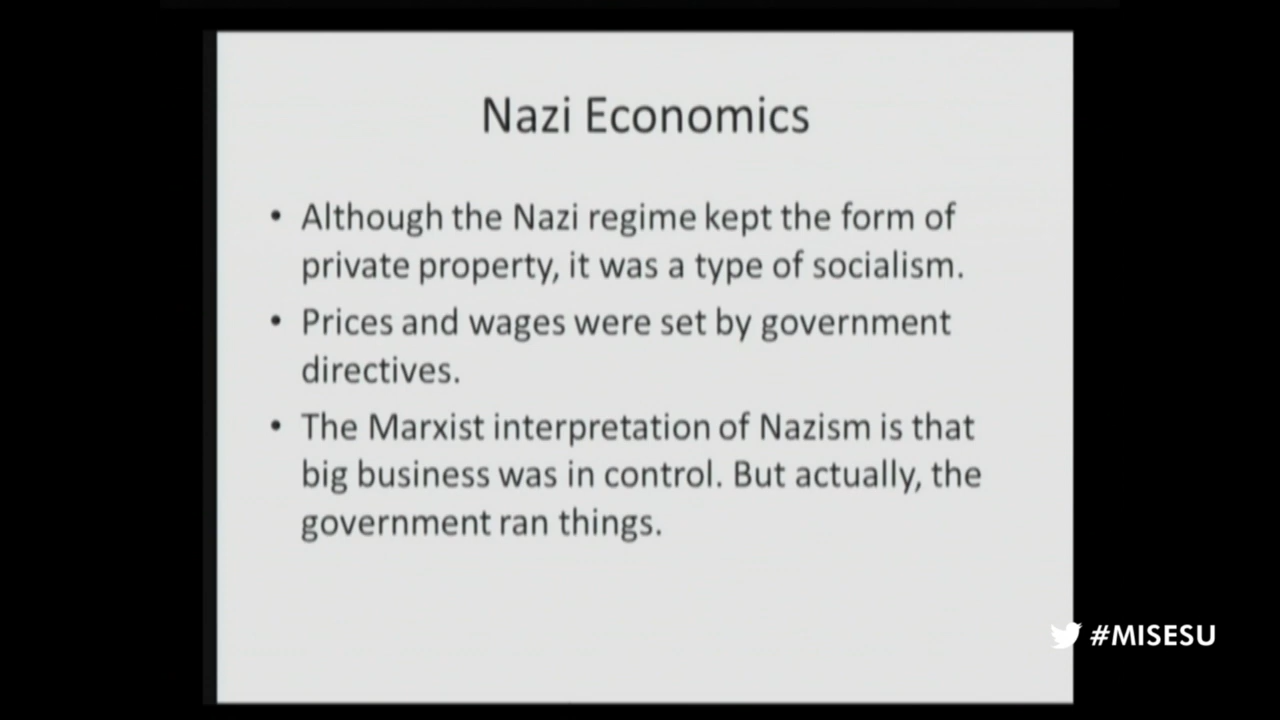 Nazi Economics
• Although the Nazi regime kept the form of
private property, it was a type of socialism.
• Prices and wages were set by government
directives.
• The Marxist interpretation of Nazism is that
big business was in control. But actually, the
government ran things.
#MISESU